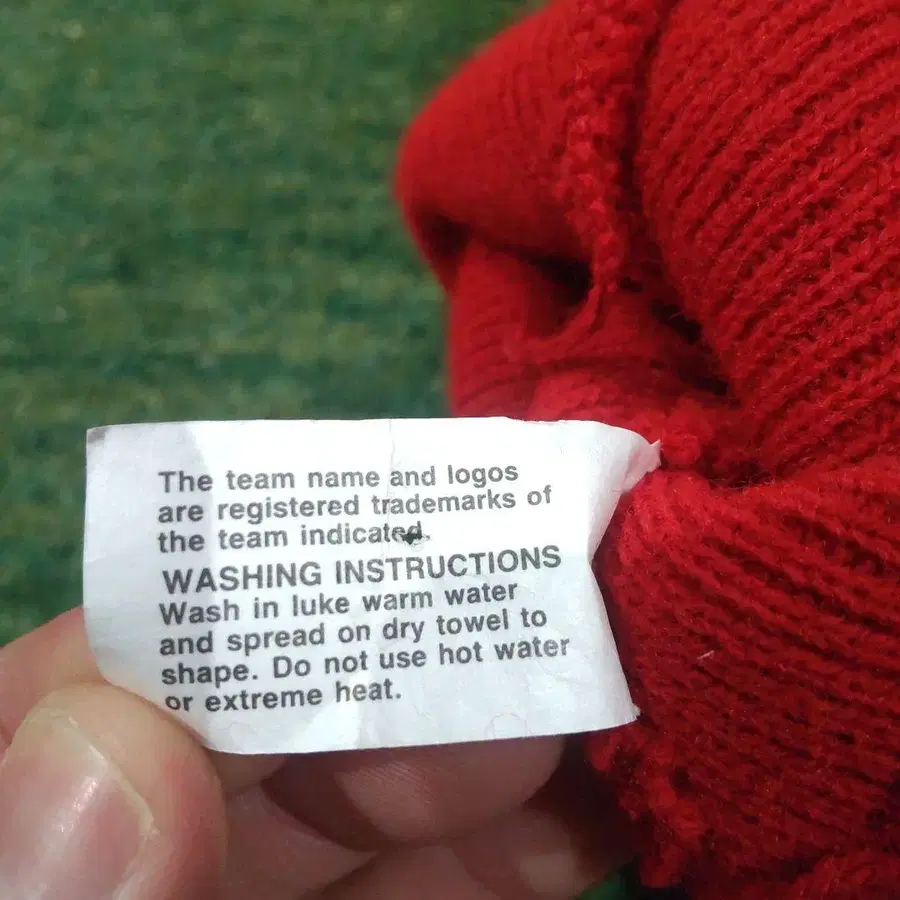 The team name and logos
are registered trademarks of
the team indicated.
WASHING INSTRUCTIONS
Wash in luke warm water
and spread on dry towel to
shape. Do not use hot water
or extreme heat.